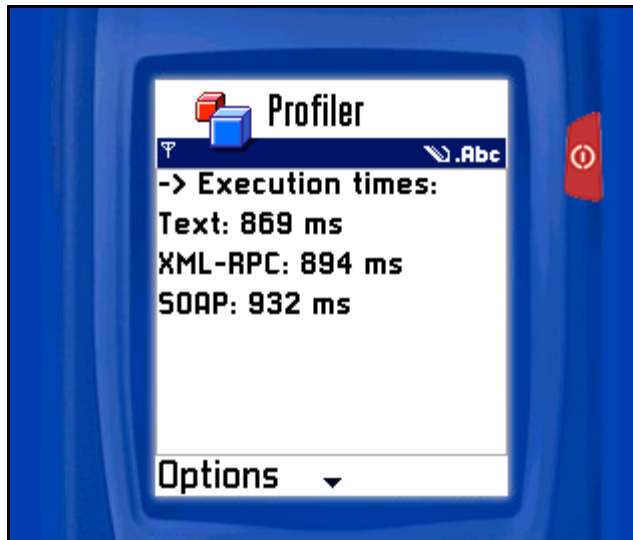 Profiler
.Abc
-> Execution times:
Text: 869 ms
XML-RPC: 894 ms
SOAP: 932 ms
Options